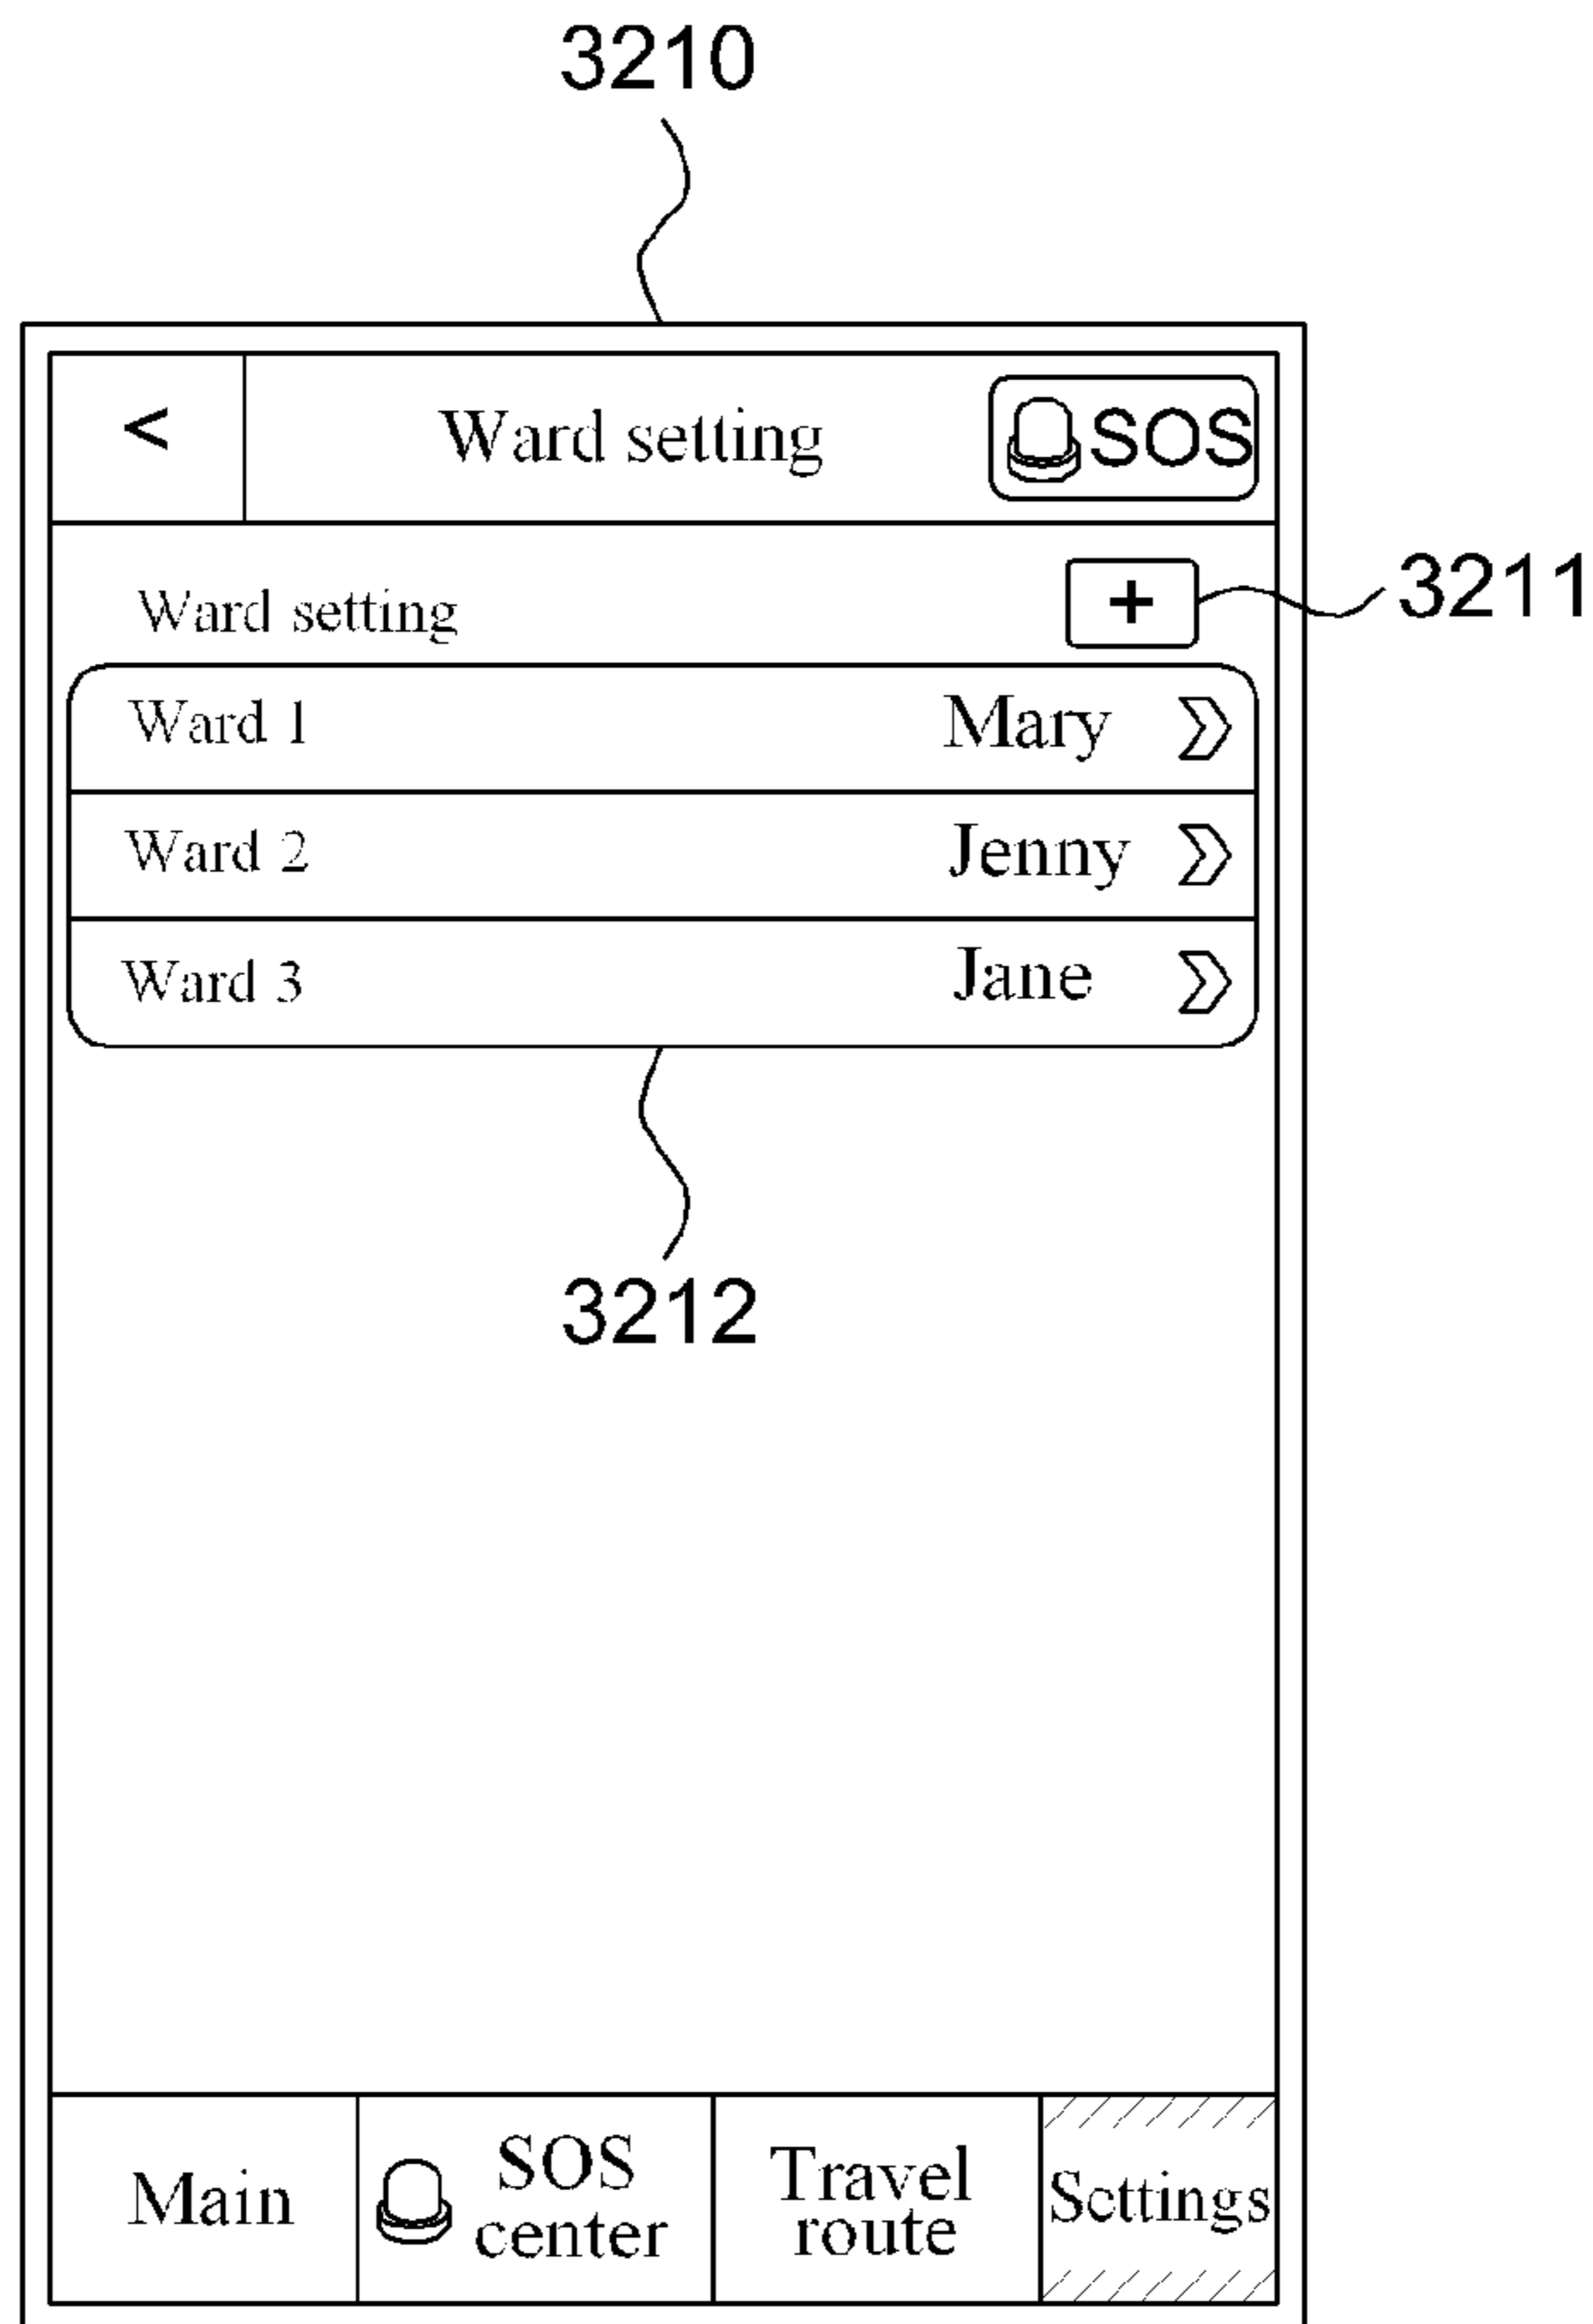 3210
< Ward setting SOS
Ward setting + 3211
Ward 1 Mary
Ward 2 Jenny
Ward 3 Jane
3212
Main SOS center Travel route Settings